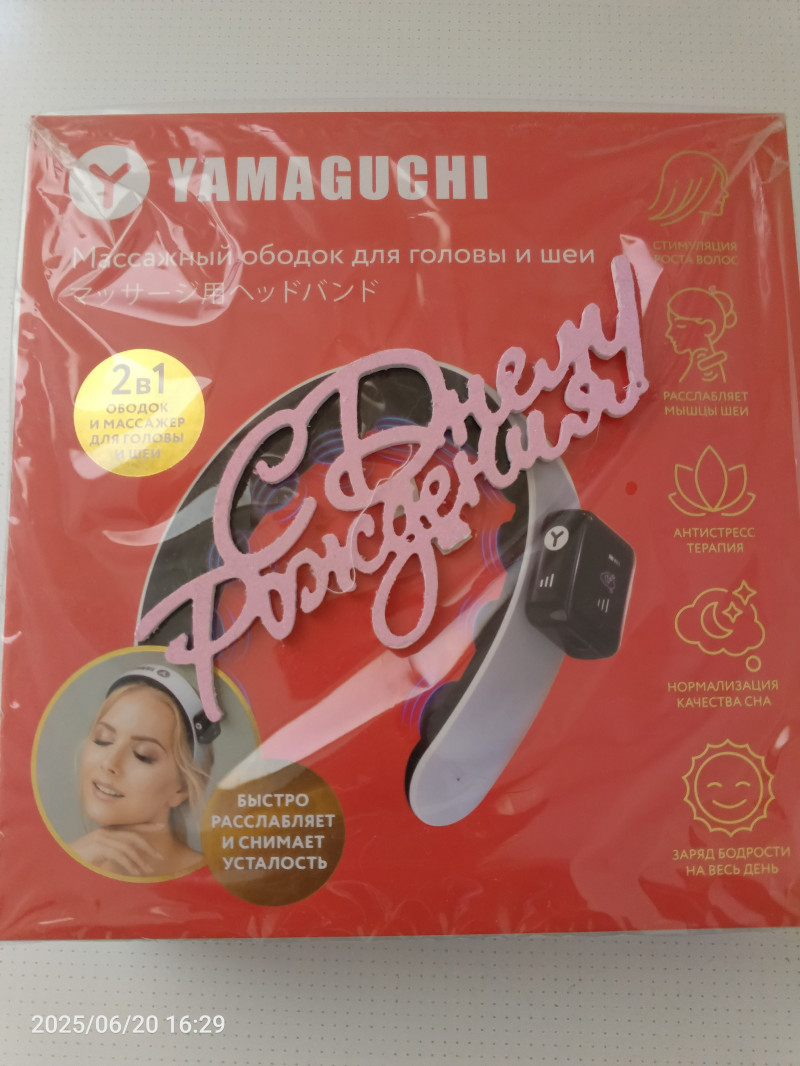 YAMAGUCHI
Массажный ободок для головы и шеи
マッサージ用ヘッドバンド
2в1
ОБОДОК
И МАССАЖЕР
ДЛЯ ГОЛОВЫ
И ШЕИ
С Днем
Рождения!
СТИМУЛЯЦИЯ
РОСТА ВОЛОС
РАССЛАБЛЯЕТ
МЫШЦЫ ШЕИ
АНТИСТРЕСС
ТЕРАПИЯ
НОРМАЛИЗАЦИЯ
КАЧЕСТВА СНА
ЗАРЯД БОДРОСТИ
НА ВЕСЬ ДЕНЬ
БЫСТРО
РАССЛАБЛЯЕТ
И СНИМАЕТ
УСТАЛОСТЬ
2025/06/20 16:29